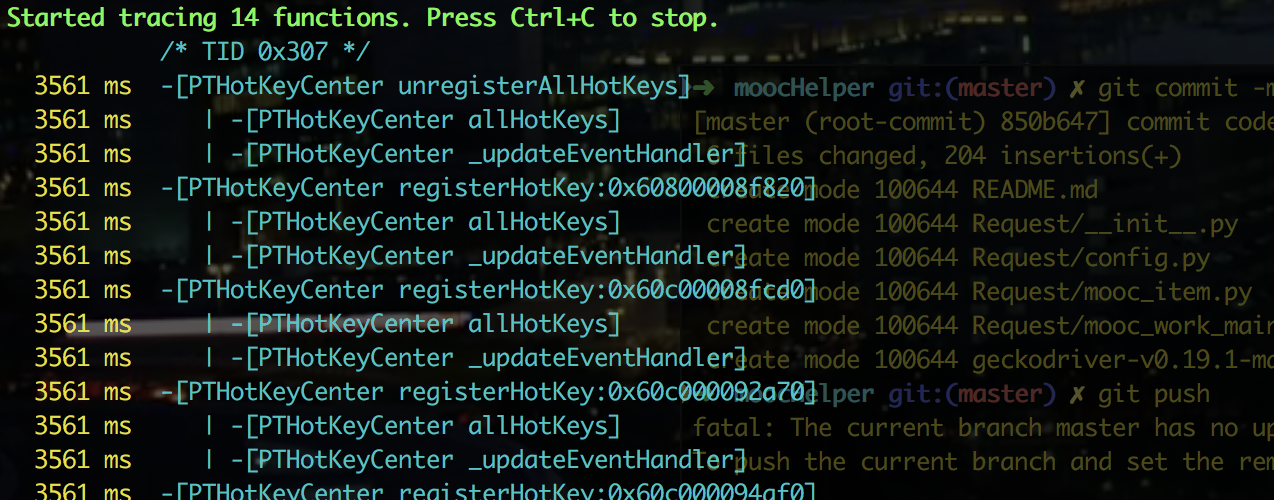 Started tracing 14 functions. Press Ctrl+C to stop.
/* TID 0x307 */
3561 ms -[PTHotKeyCenter unregisterAllHotKeys]
3561 ms | -[PTHotKeyCenter allHotKeys]
3561 ms | -[PTHotKeyCenter _updateEventHandler]
3561 ms -[PTHotKeyCenter registerHotKey:0x60800008f820]
3561 ms | -[PTHotKeyCenter allHotKeys]
3561 ms | -[PTHotKeyCenter _updateEventHandler]
3561 ms -[PTHotKeyCenter registerHotKey:0x60c00008fcd0]
3561 ms | -[PTHotKeyCenter allHotKeys]
3561 ms | -[PTHotKeyCenter _updateEventHandler]
3561 ms -[PTHotKeyCenter registerHotKey:0x60c000092a70]
3561 ms | -[PTHotKeyCenter allHotKeys]
3561 ms | -[PTHotKeyCenter _updateEventHandler]
3561 ms -[PTHotKeyCenter registerHotKey:0x60c000094af0]
➜ moocHelper git:(master) ✗ git commit -m
[master (root-commit) 850b647] commit code
files changed, 204 insertions(+)
mode 100644 README.md
create mode 100644 Request/__init__.py
create mode 100644 Request/config.py
mode 100644 Request/mooc_item.py
create mode 100644 Request/mooc_work_main
create mode 100644 geckodriver-v0.19.1-ma
moocHelper git:(master) ✗ git push
fatal: The current branch master has no up
To push the current branch and set the rem